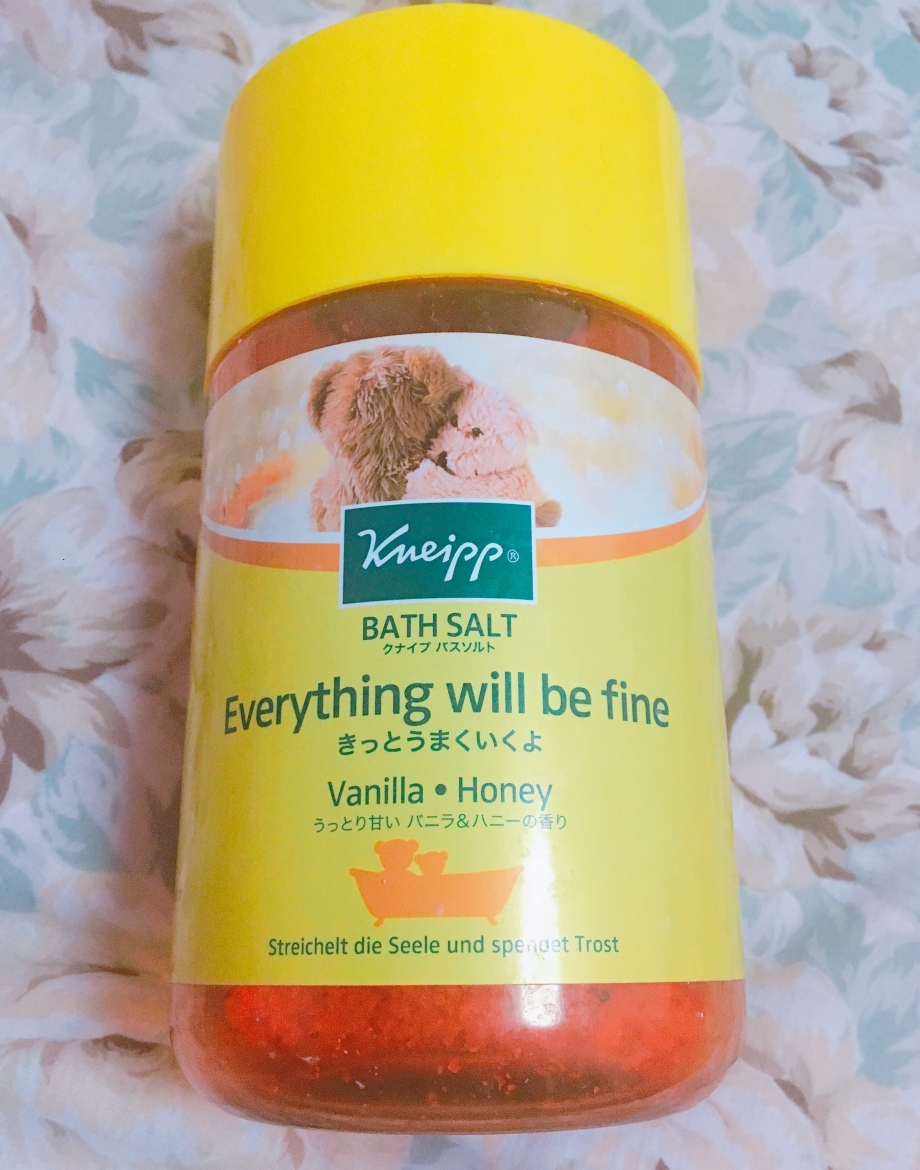 Kneipp®
BATH SALT
クナイプ バスソルト
Everything will be fine
きっとうまくいくよ
Vanilla • Honey
うっとり甘い バニラ&ハニーの香り
Streichelt die Seele und spendet Trost